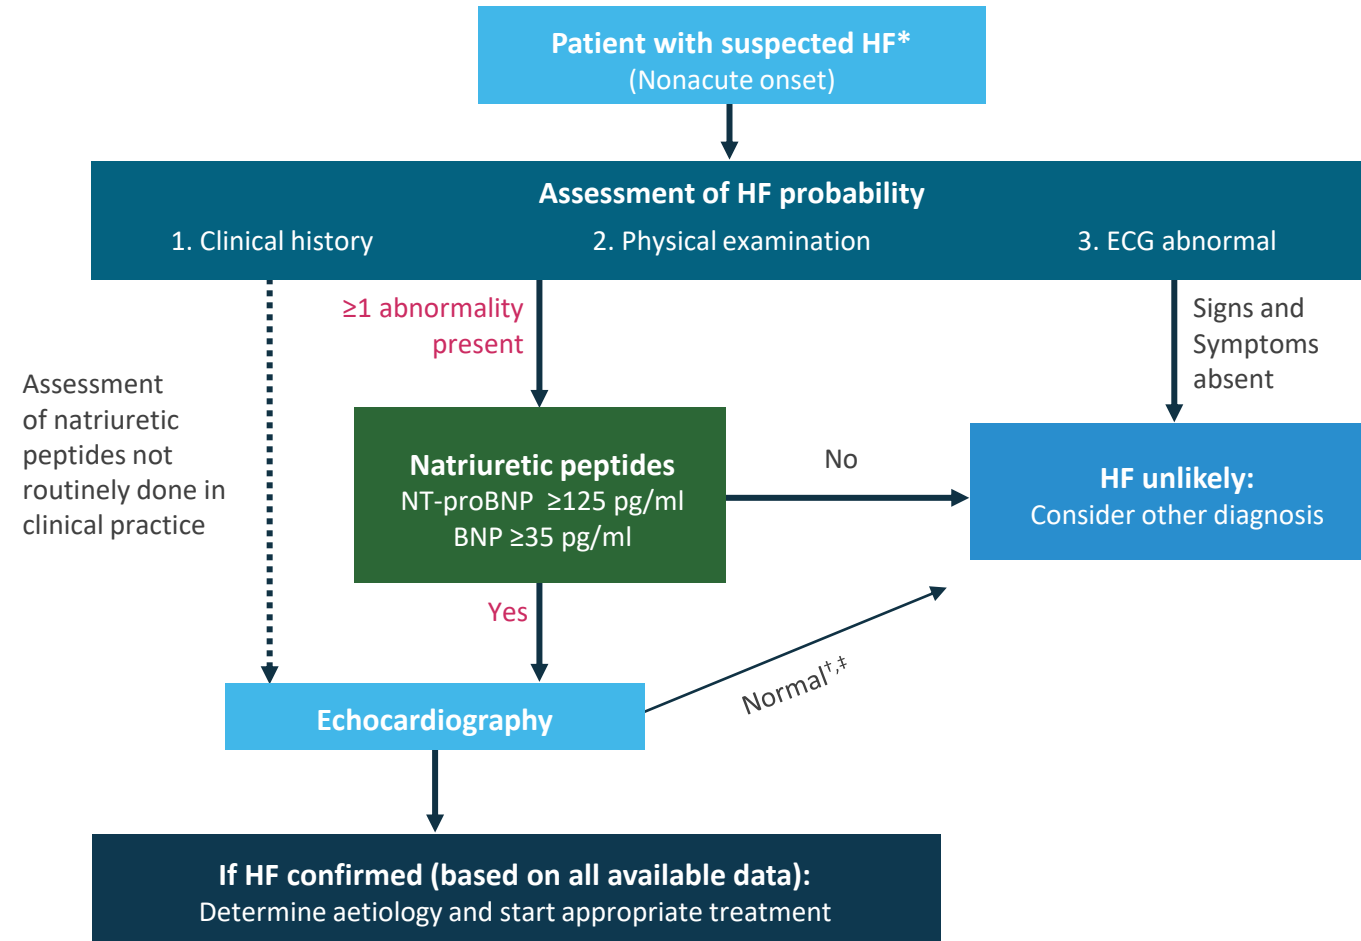 Patient with suspected HF*
(Nonacute onset)
Assessment of HF probability
1. Clinical history
2. Physical examination
3. ECG abnormal
≥1 abnormality
present
Signs and
Symptoms
absent
Assessment
of natriuretic
peptides not
routinely done in
clinical practice
Natriuretic peptides
NT-proBNP ≥125 pg/ml
BNP ≥35 pg/ml
No
HF unlikely:
Consider other diagnosis
Yes
Normal†,‡
Echocardiography
If HF confirmed (based on all available data):
Determine aetiology and start appropriate treatment